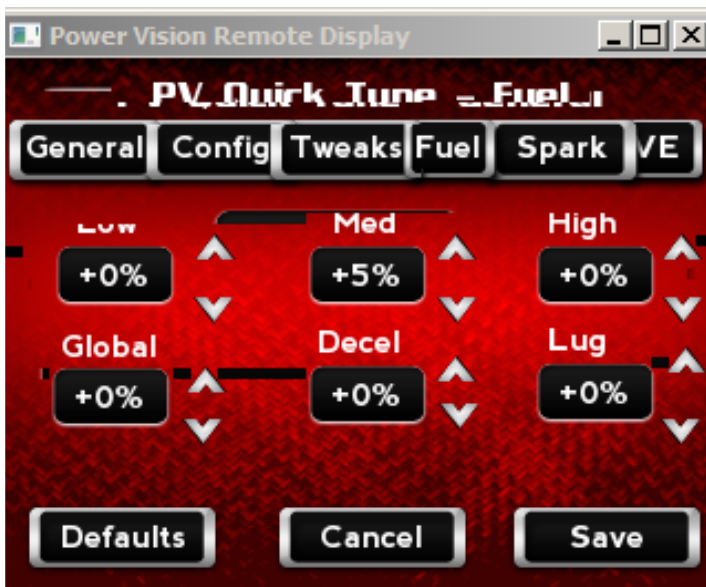 Power Vision Remote Display
PV Quick Tune - Fuel
General Config Tweaks Fuel Spark VE
Low Med High
+0% +5% +0%
Global Decel Lug
+0% +0% +0%
Defaults Cancel Save